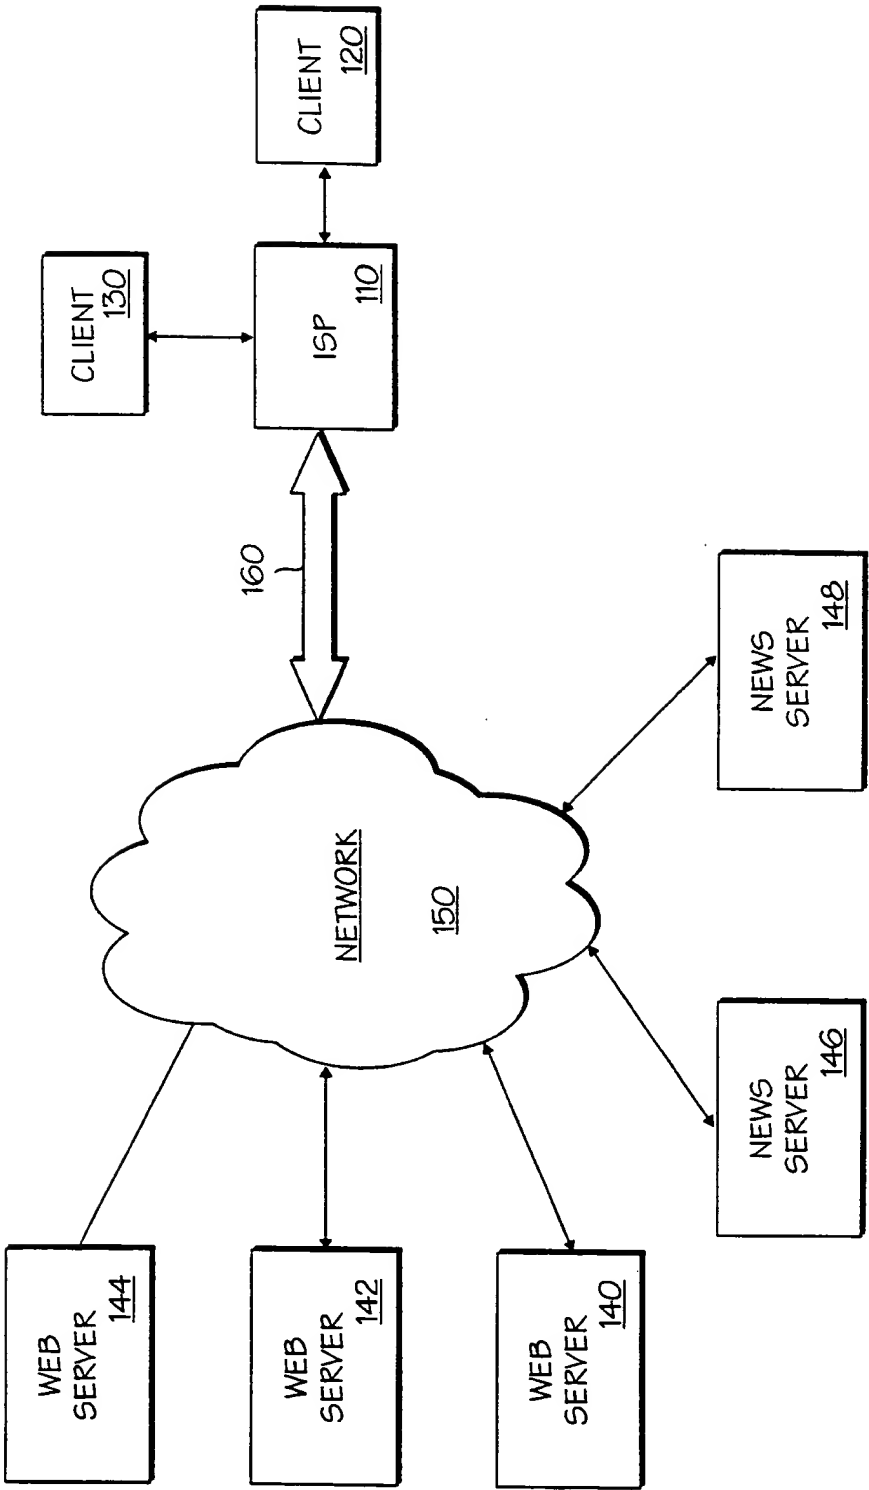 WEB
SERVER
144
WEB
SERVER
142
WEB
SERVER
140
NETWORK
150
NEWS
SERVER
146
NEWS
SERVER
148
160
CLIENT
130
ISP
110
CLIENT
120